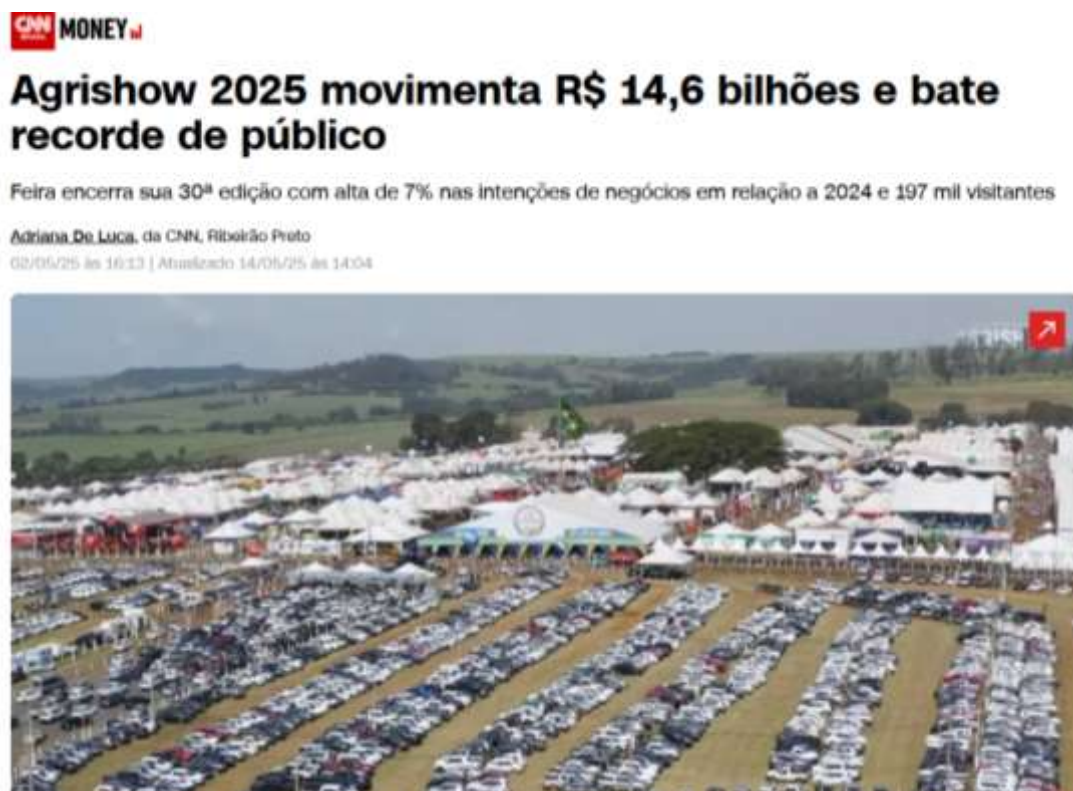 CNN
BRASIL
MONEY
Agrishow 2025 movimenta R$ 14,6 bilhões e bate
recorde de público
Feira encerra sua 30ª edição com alta de 7% nas intenções de negócios em relação a 2024 e 197 mil visitantes
Adriana De Luca, da CNN, Ribeirão Preto
02/05/25 às 16:13 | Atualizado 14/05/25 às 14:04